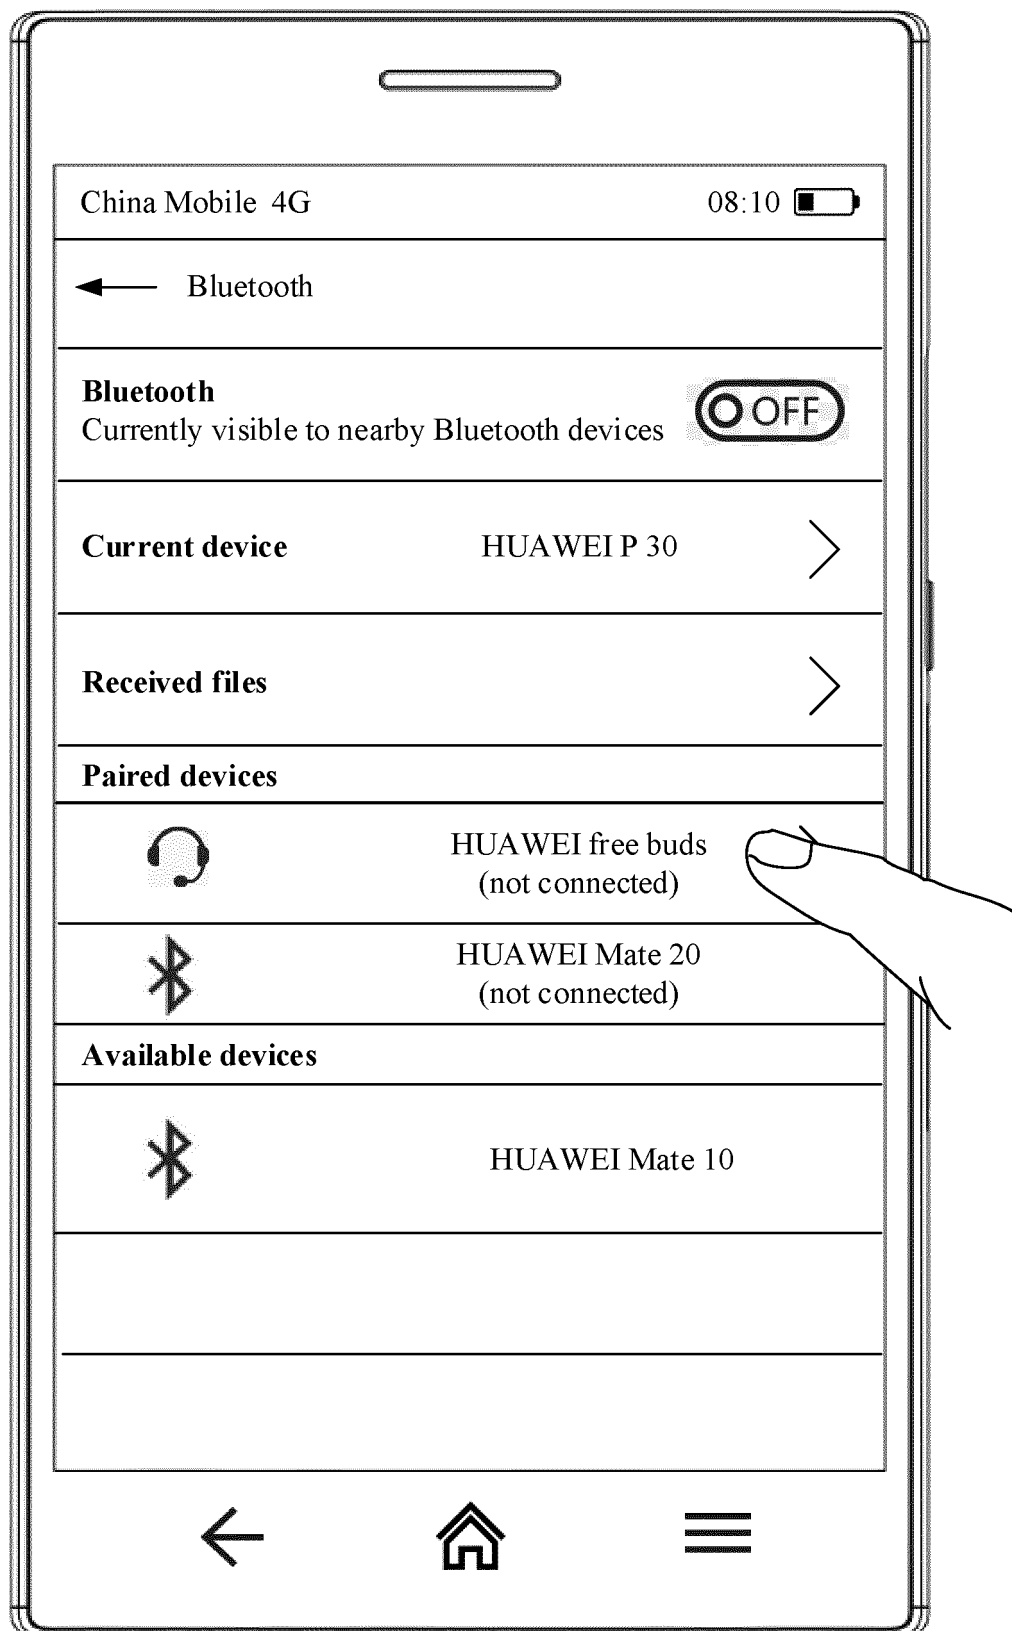 China Mobile 4G 08:10
Bluetooth
Bluetooth
Currently visible to nearby Bluetooth devices
OFF
Current device HUAWEI P 30
Received files
Paired devices
HUAWEI free buds
(not connected)
HUAWEI Mate 20
(not connected)
Available devices
HUAWEI Mate 10